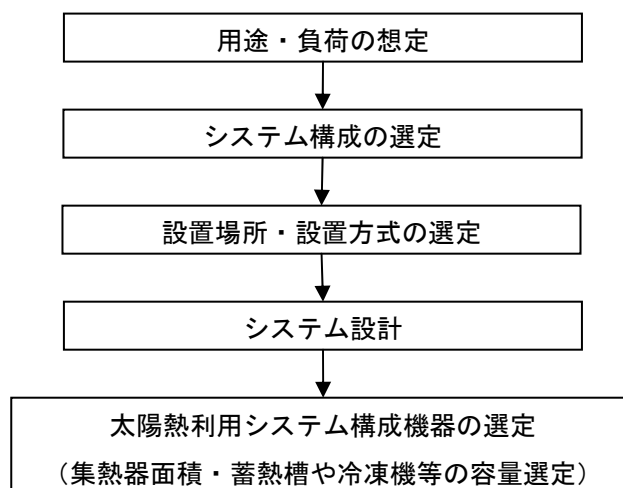 用途・負荷の想定
システム構成の選定
設置場所・設置方式の選定
システム設計
太陽熱利用システム構成機器の選定
（集熱器面積・蓄熱槽や冷凍機等の容量選定）